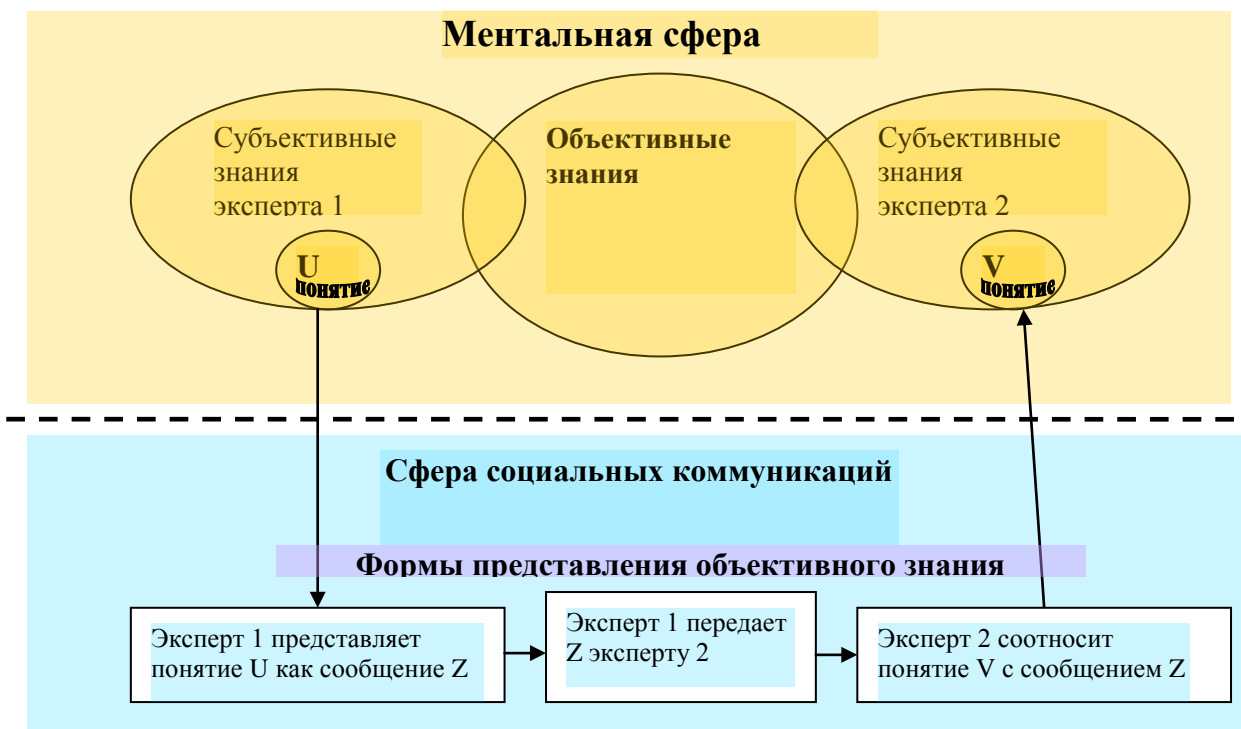 Ментальная сфера
Субъективные
знания
эксперта 1
Объективные
знания
Субъективные
знания
эксперта 2
U
понятие
V
понятие
Сфера социальных коммуникаций
Формы представления объективного знания
Эксперт 1 представляет
понятие U как сообщение Z
Эксперт 1 передает
Z эксперту 2
Эксперт 2 соотносит
понятие V с сообщением Z